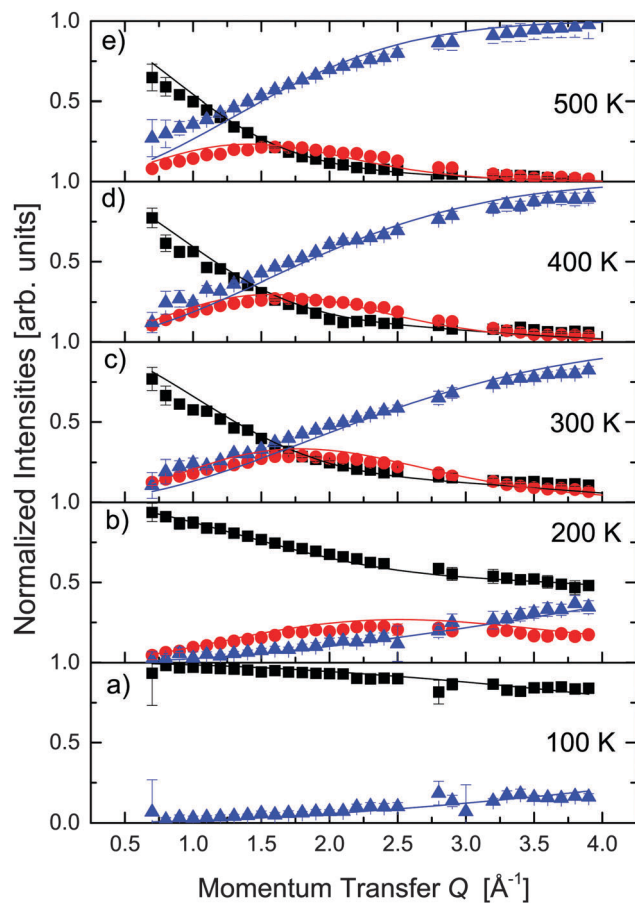 e)
500 K
1.0
0.5
d)
400 K
1.0
0.5
c)
300 K
1.0
0.5
b)
200 K
1.0
0.5
a)
100 K
1.0
0.5
0.0
0.5 1.0 1.5 2.0 2.5 3.0 3.5 4.0
Momentum Transfer Q [Å⁻¹]
Normalized Intensities [arb. units]